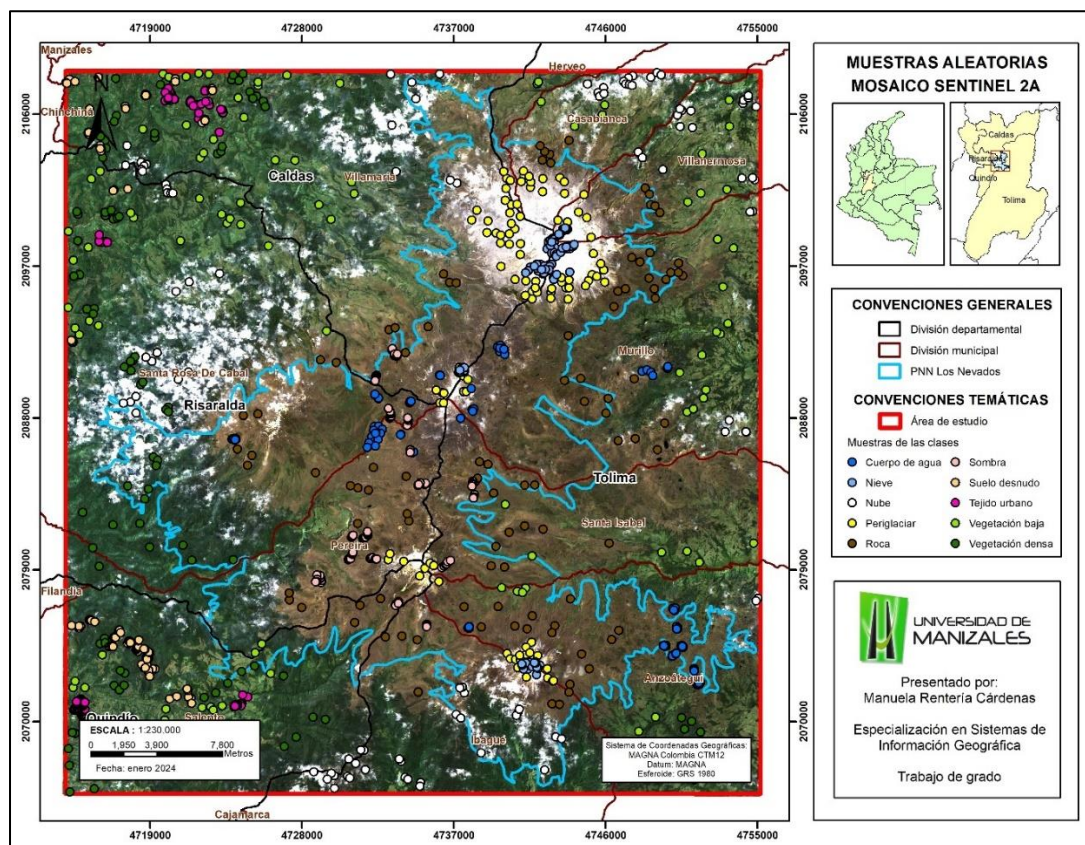 4719000
4728000
4737000
4746000
4755000
Manizales
Herveo
N
Chinchiná
Casabianca
Villahermosa
Caldas
Villamaría
2106000
2106000
2097000
2097000
Murillo
Santa Rosa De Cabal
Risaralda
2088000
2088000
Tolima
Santa Isabel
Pereira
2079000
2079000
Filandia
Anzoátegui
Salento
Quindío
2070000
2070000
Ibagué
ESCALA : 1:230.000
0 1,950 3,900 7,800
Metros
Fecha: enero 2024
Sistema de Coordenadas Geográficas:
MAGNA Colombia CTM12
Datum: MAGNA
Esferoide: GRS 1980
Cajamarca
4719000
4728000
4737000
4746000
4755000
MUESTRAS ALEATORIAS
MOSAICO SENTINEL 2A
Caldas
Risaralda
Quindío
Tolima
CONVENCIONES GENERALES
División departamental
División municipal
PNN Los Nevados
CONVENCIONES TEMÁTICAS
Área de estudio
Muestras de las clases
Cuerpo de agua
Nieve
Nube
Periglaciar
Roca
Sombra
Suelo desnudo
Tejido urbano
Vegetación baja
Vegetación densa
UNIVERSIDAD DE
MANIZALES
Presentado por:
Manuela Rentería Cárdenas
Especialización en Sistemas de
Información Geográfica
Trabajo de grado